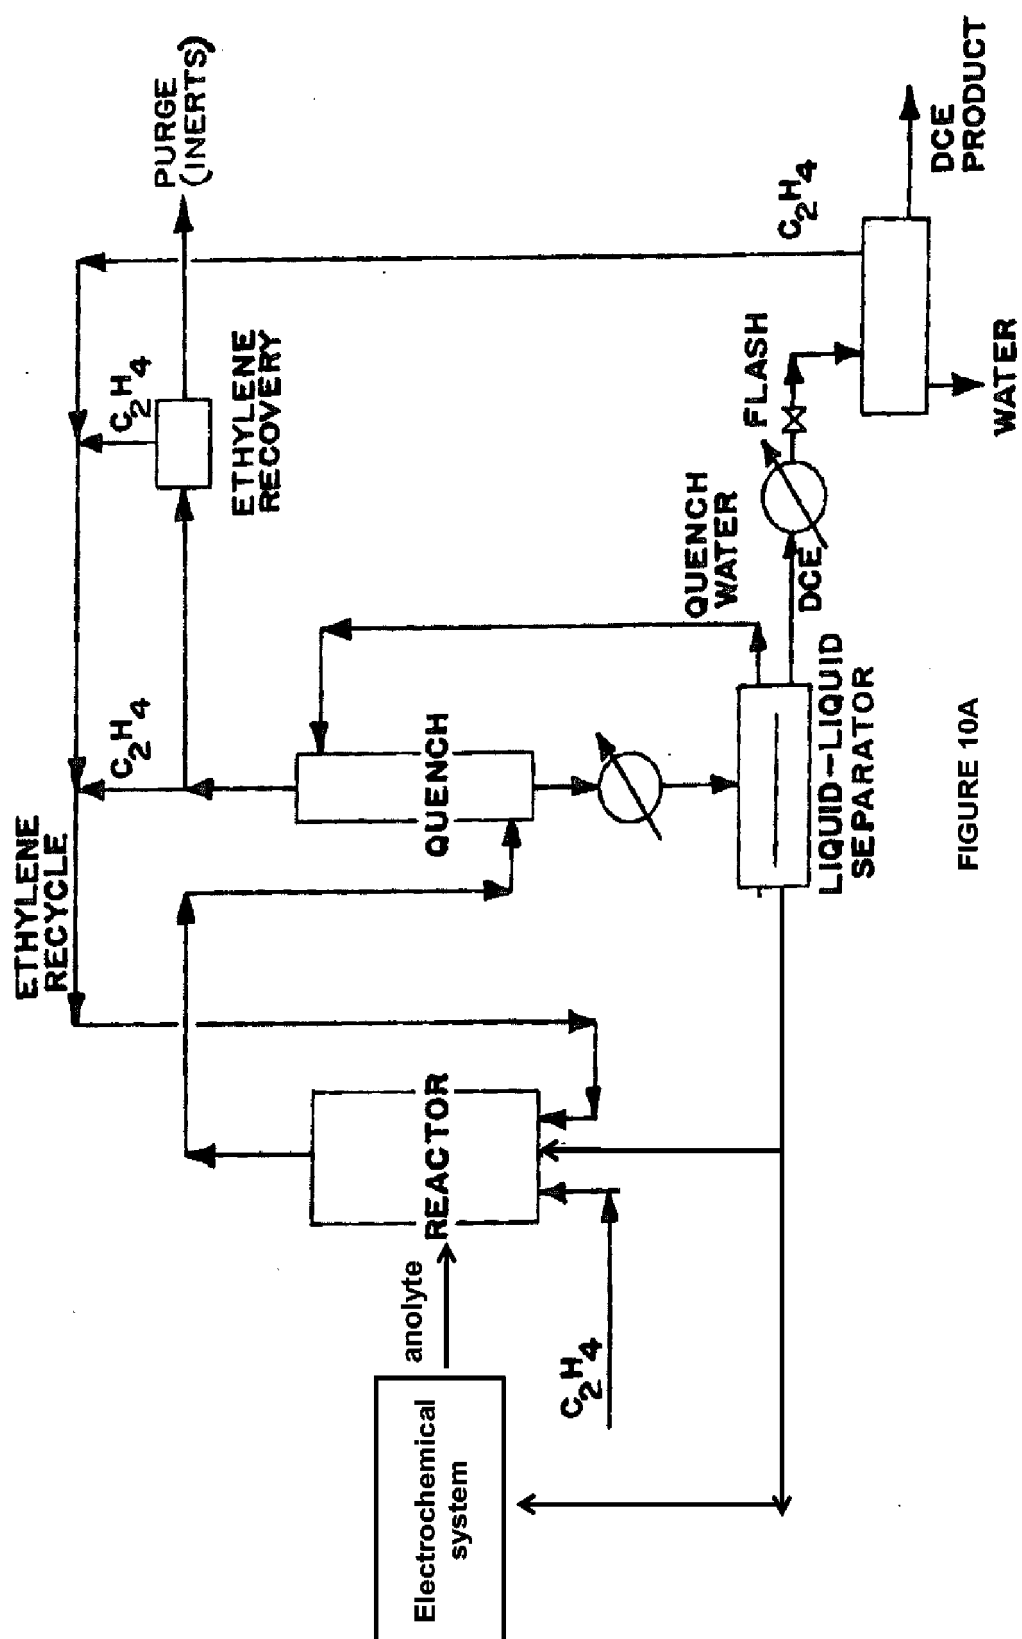 ETHYLENE
RECYCLE
C2H4
C2H4
PURGE
(INERTS)
ETHYLENE
RECOVERY
Electrochemical
system
anolyte
REACTOR
QUENCH
C2H4
QUENCH
WATER
FLASH
C2H4
LIQUID-LIQUID
SEPARATOR
DCE
WATER
DCE
PRODUCT
FIGURE 10A